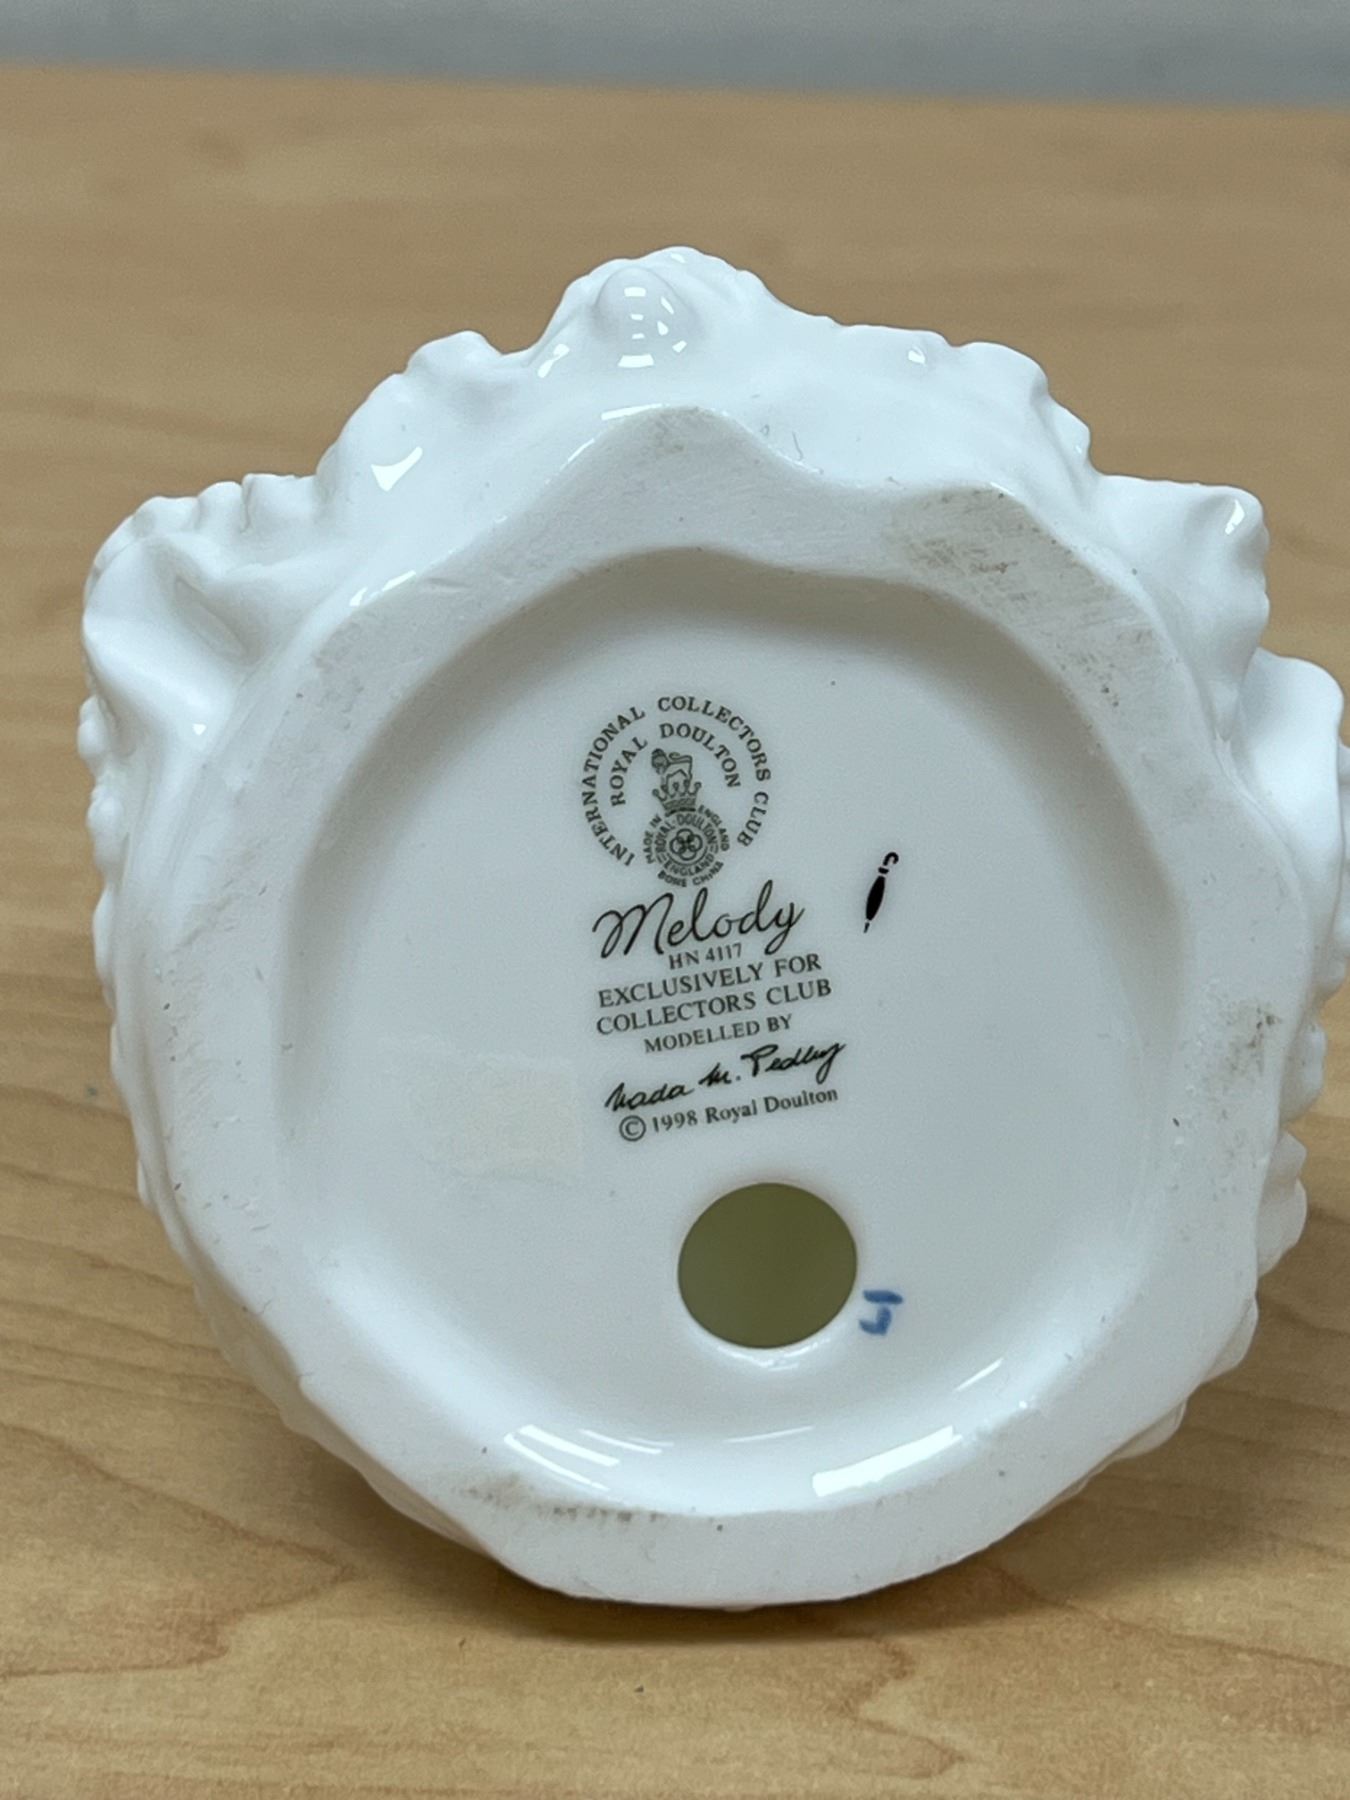 INTERNATIONAL COLLECTORS CLUB
ROYAL DOULTON
MADE IN ENGLAND
ROYAL·DOULTON
ENGLAND
BONE CHINA
Melody
HN 4117
EXCLUSIVELY FOR
COLLECTORS CLUB
MODELLED BY
Nada M. Pedley
© 1998 Royal Doulton